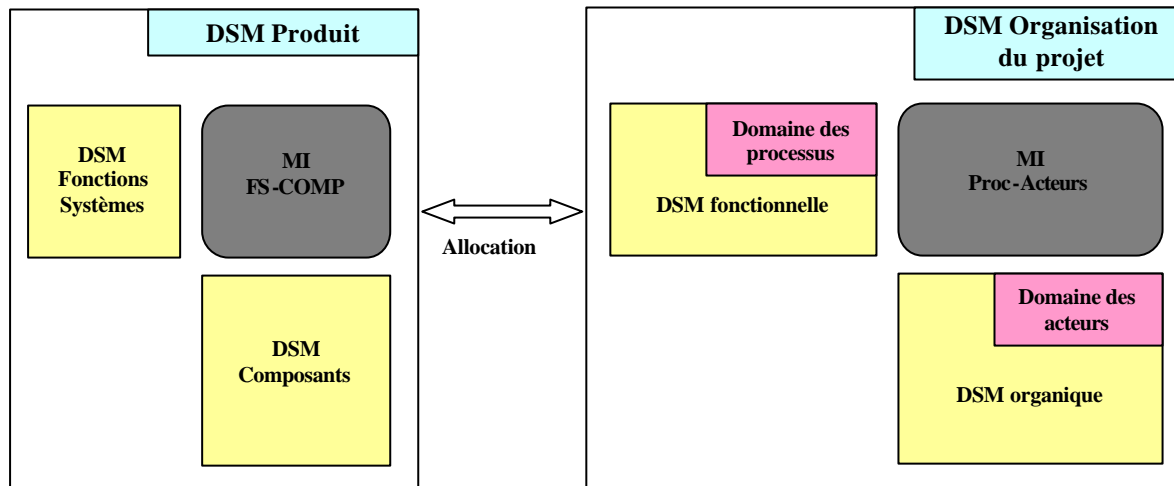 DSM Produit
DSM
Fonctions
Systèmes
MI
FS-COMP
DSM
Composants
Allocation
DSM Organisation
du projet
Domaine des
processus
DSM fonctionnelle
MI
Proc-Acteurs
Domaine des
acteurs
DSM organique